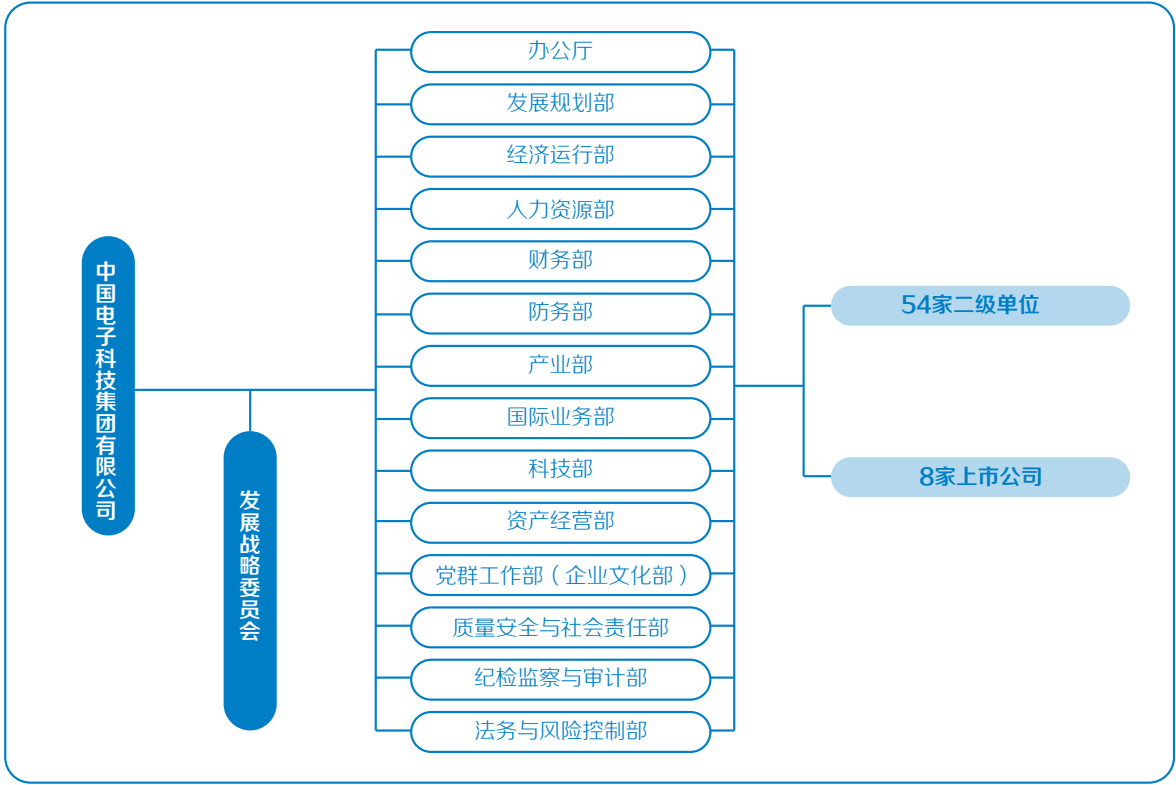 中国电子科技集团有限公司
发展战略委员会
办公厅
发展规划部
经济运行部
人力资源部
财务部
防务部
产业部
国际业务部
科技部
资产经营部
党群工作部（企业文化部）
质量安全与社会责任部
纪检监察与审计部
法务与风险控制部
54家二级单位
8家上市公司